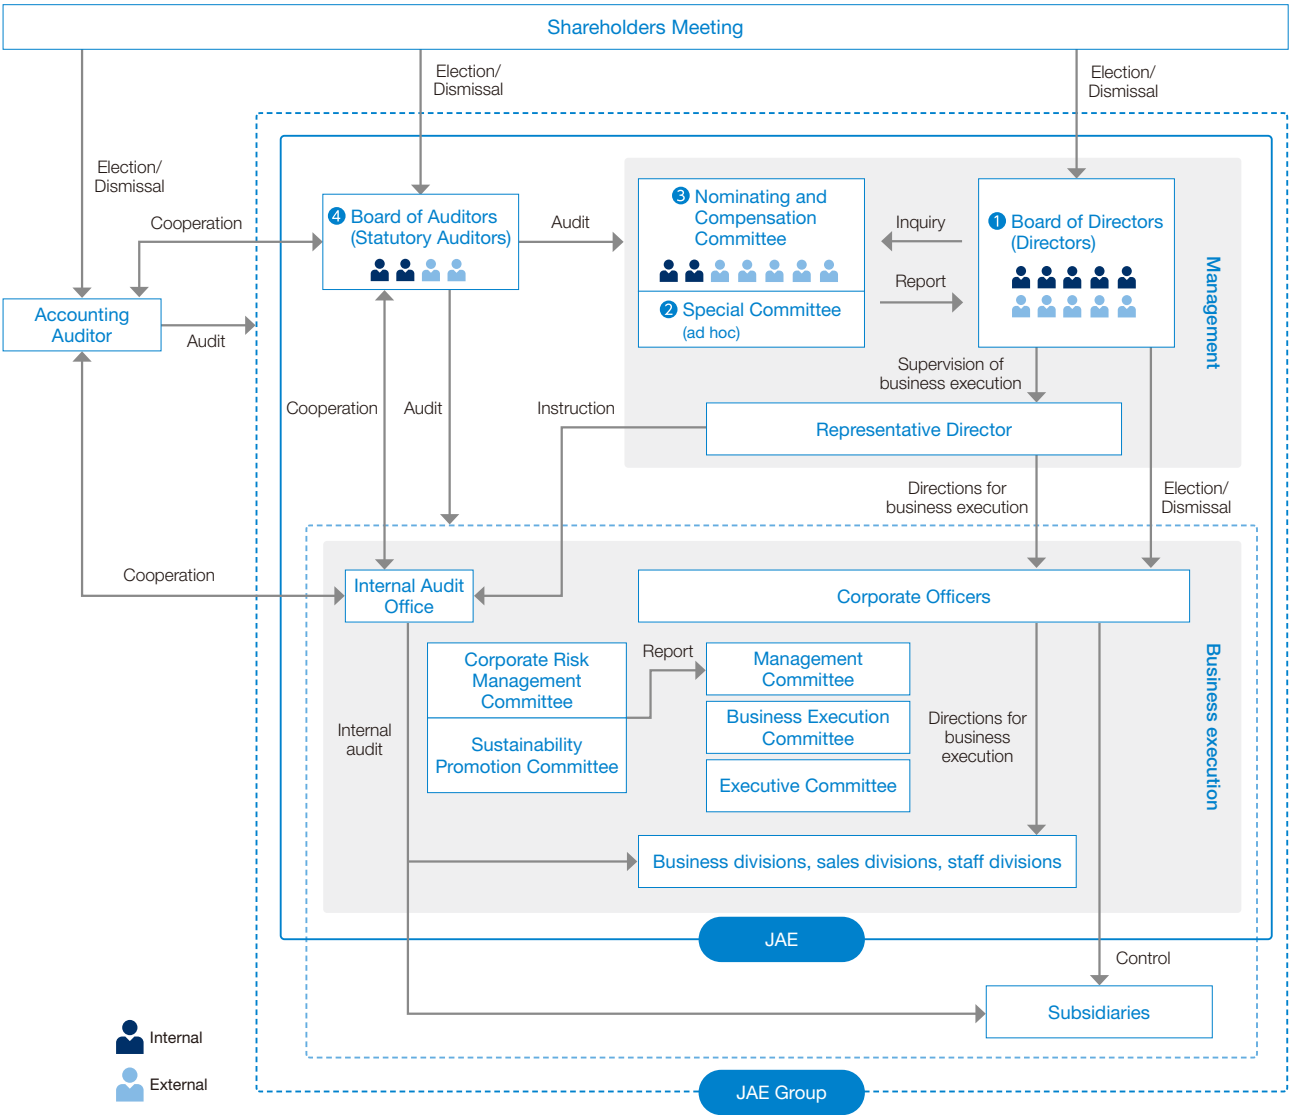 Shareholders Meeting
Election/
Dismissal
Election/
Dismissal
Election/
Dismissal
Cooperation
4 Board of Auditors
(Statutory Auditors)
Audit
3 Nominating and
Compensation
Committee
2 Special Committee
(ad hoc)
Inquiry
Report
1 Board of Directors
(Directors)
Management
Accounting
Auditor
Audit
Supervision of
business execution
Cooperation
Audit
Instruction
Representative Director
Directions for
business execution
Election/
Dismissal
Cooperation
Internal Audit
Office
Corporate Officers
Corporate Risk
Management
Committee
Sustainability
Promotion Committee
Report
Management
Committee
Business Execution
Committee
Executive Committee
Internal
audit
Directions for
business
execution
Business execution
Business divisions, sales divisions, staff divisions
JAE
Control
Subsidiaries
Internal
External
JAE Group